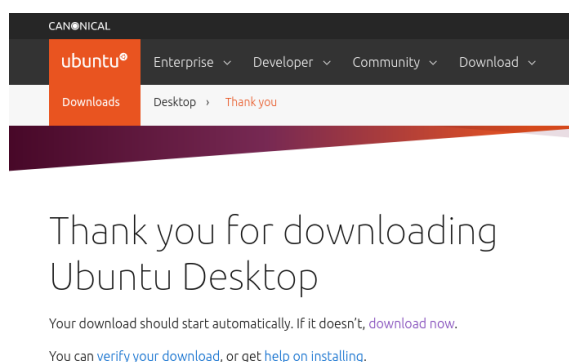 CANONICAL
ubuntu® Enterprise Developer Community Download
Downloads Desktop › Thank you
Thank you for downloading
Ubuntu Desktop
Your download should start automatically. If it doesn't, download now.
You can verify your download, or get help on installing.